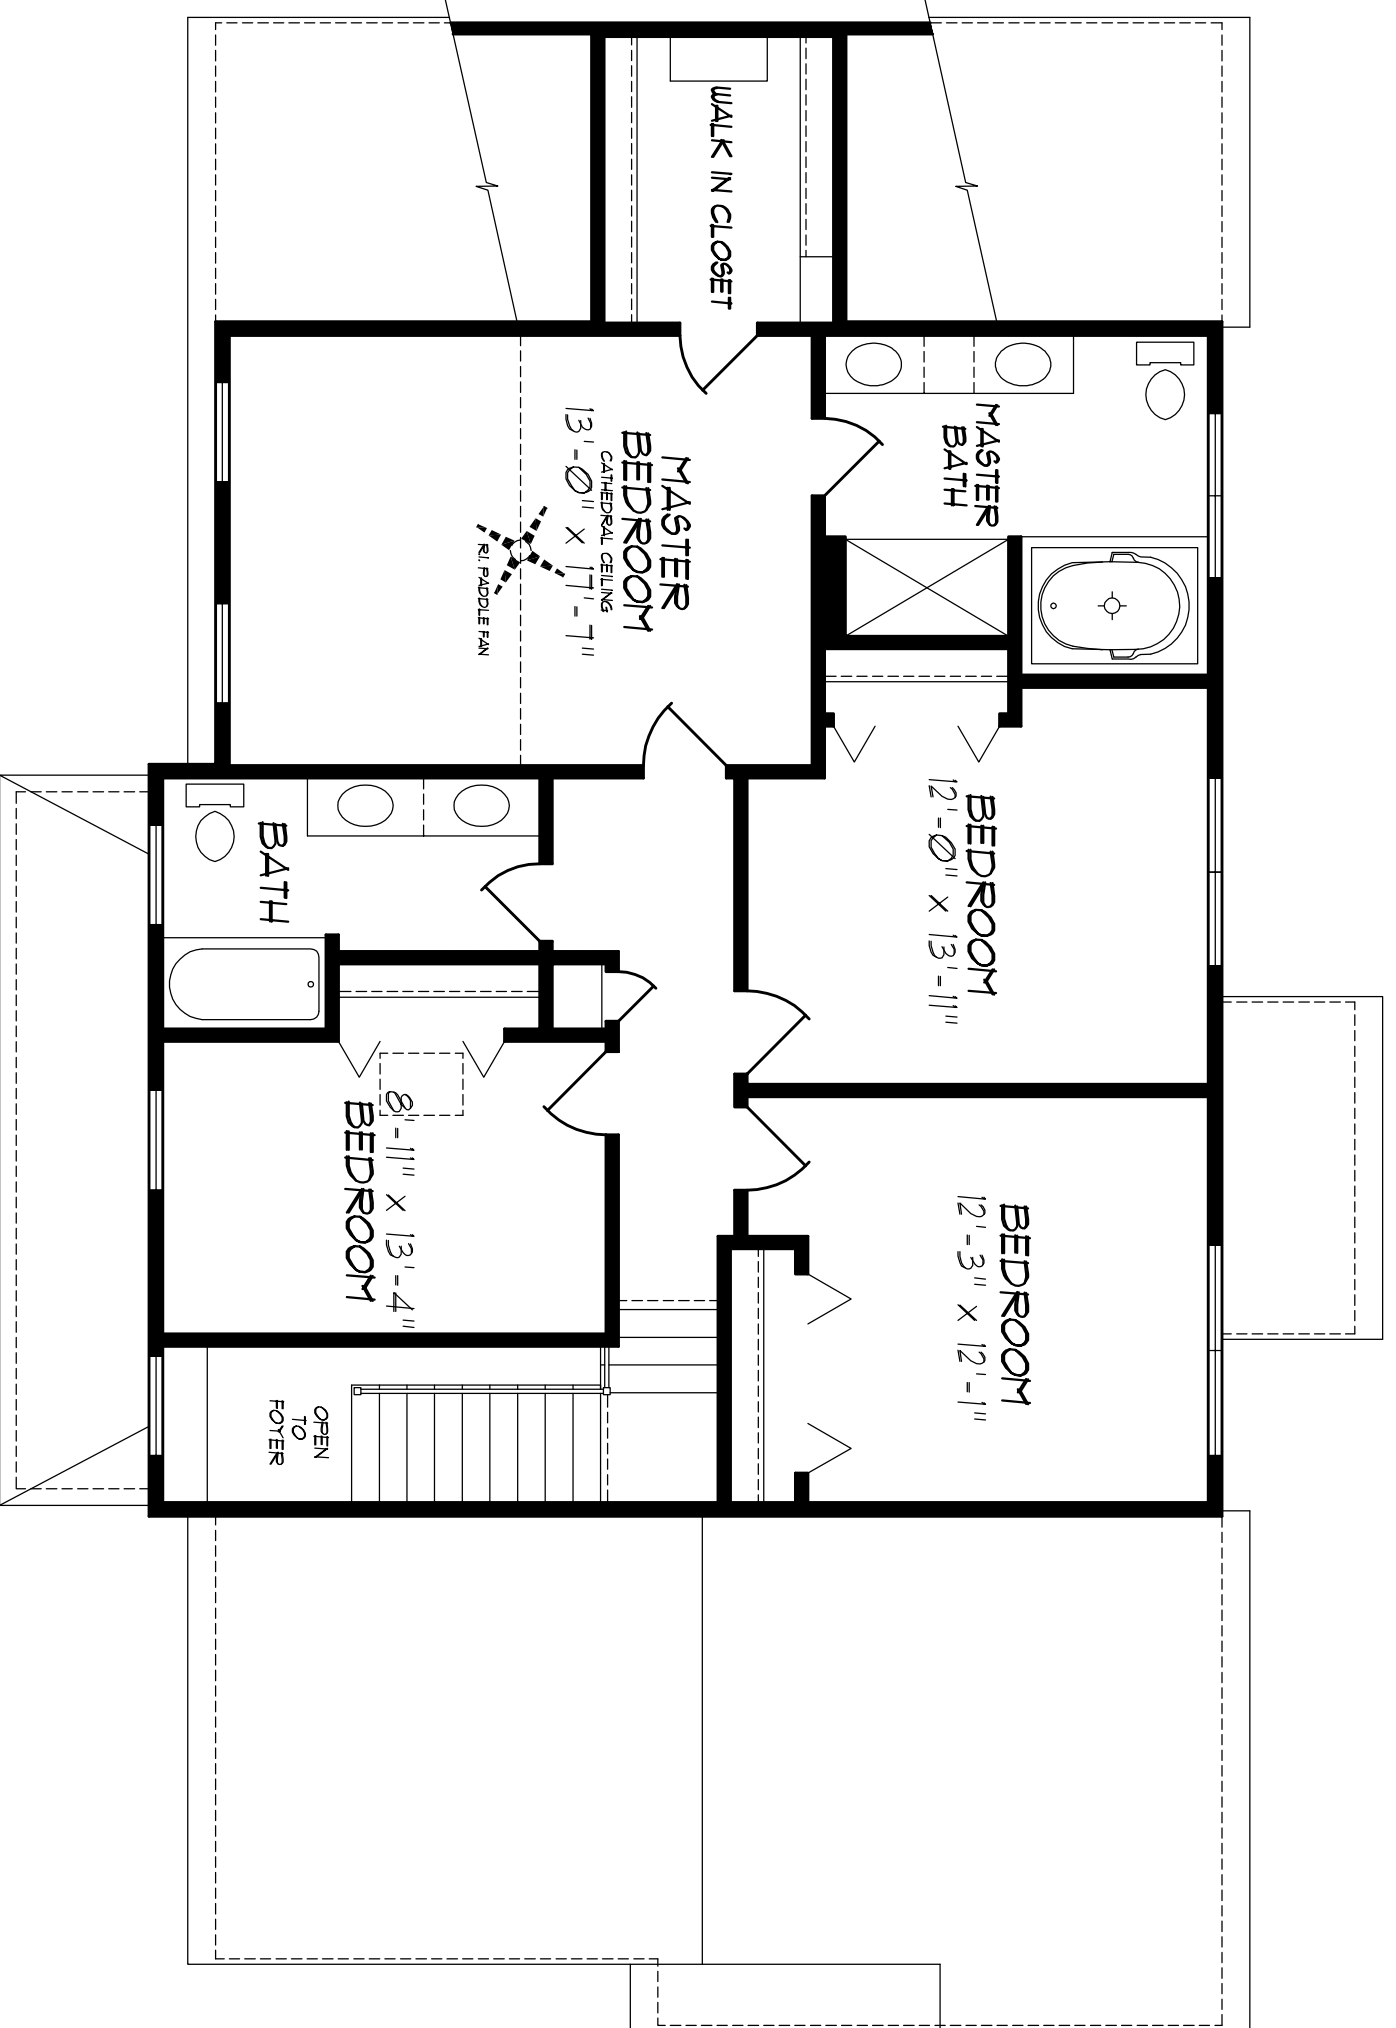 WALK IN CLOSET
MASTER
BATH
MASTER
BEDROOM
CATHEDRAL CEILING
13'-0" x 17'-7"
R.I. PADDLE FAN
BEDROOM
12'-0" x 13'-11"
BATH
8'-11" x 13'-4"
BEDROOM
BEDROOM
12'-3" x 12'-1"
OPEN
TO
FOYER